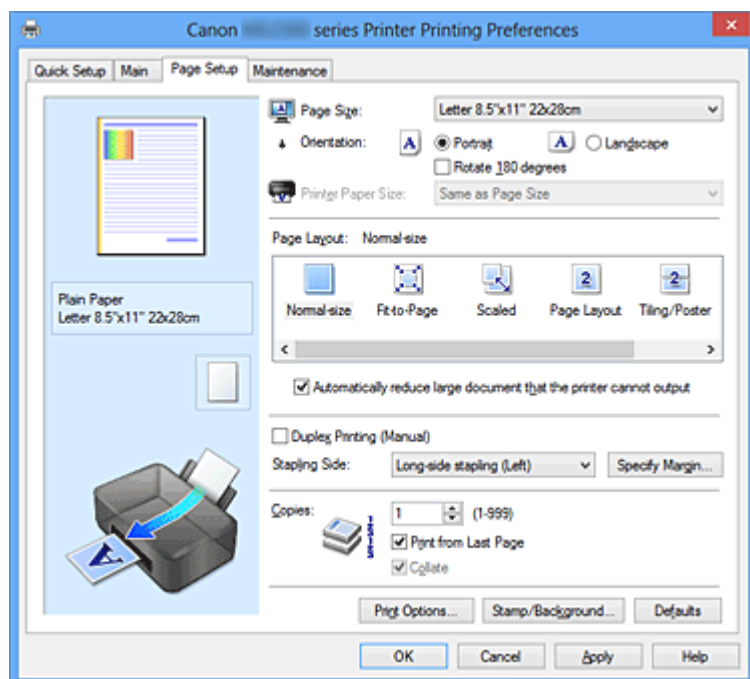 Canon series Printer Printing Preferences
Quick Setup Main Page Setup Maintenance
Page Size: Letter 8.5"x11" 22x28cm
Orientation: A Portrait A Landscape
Rotate 180 degrees
Printer Paper Size: Same as Page Size
Page Layout: Normal-size
Plain Paper
Letter 8.5"x11" 22x28cm
2 2
Normal-size Fit-to-Page Scaled Page Layout Tiling/Poster
Automatically reduce large document that the printer cannot output
Duplex Printing (Manual)
Stapling Side: Long-side stapling (Left) Specify Margin...
Copies: 1 (1-999)
Print from Last Page
Collate
A
Print Options... Stamp/Background... Defaults
OK Cancel Apply Help